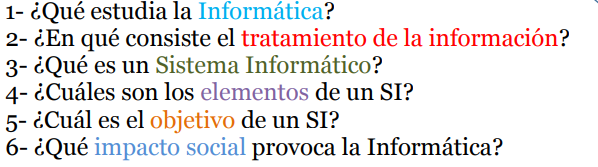 1- ¿Qué estudia la Informática?
2- ¿En qué consiste el tratamiento de la información?
3- ¿Qué es un Sistema Informático?
4- ¿Cuáles son los elementos de un SI?
5- ¿Cuál es el objetivo de un SI?
6- ¿Qué impacto social provoca la Informática?